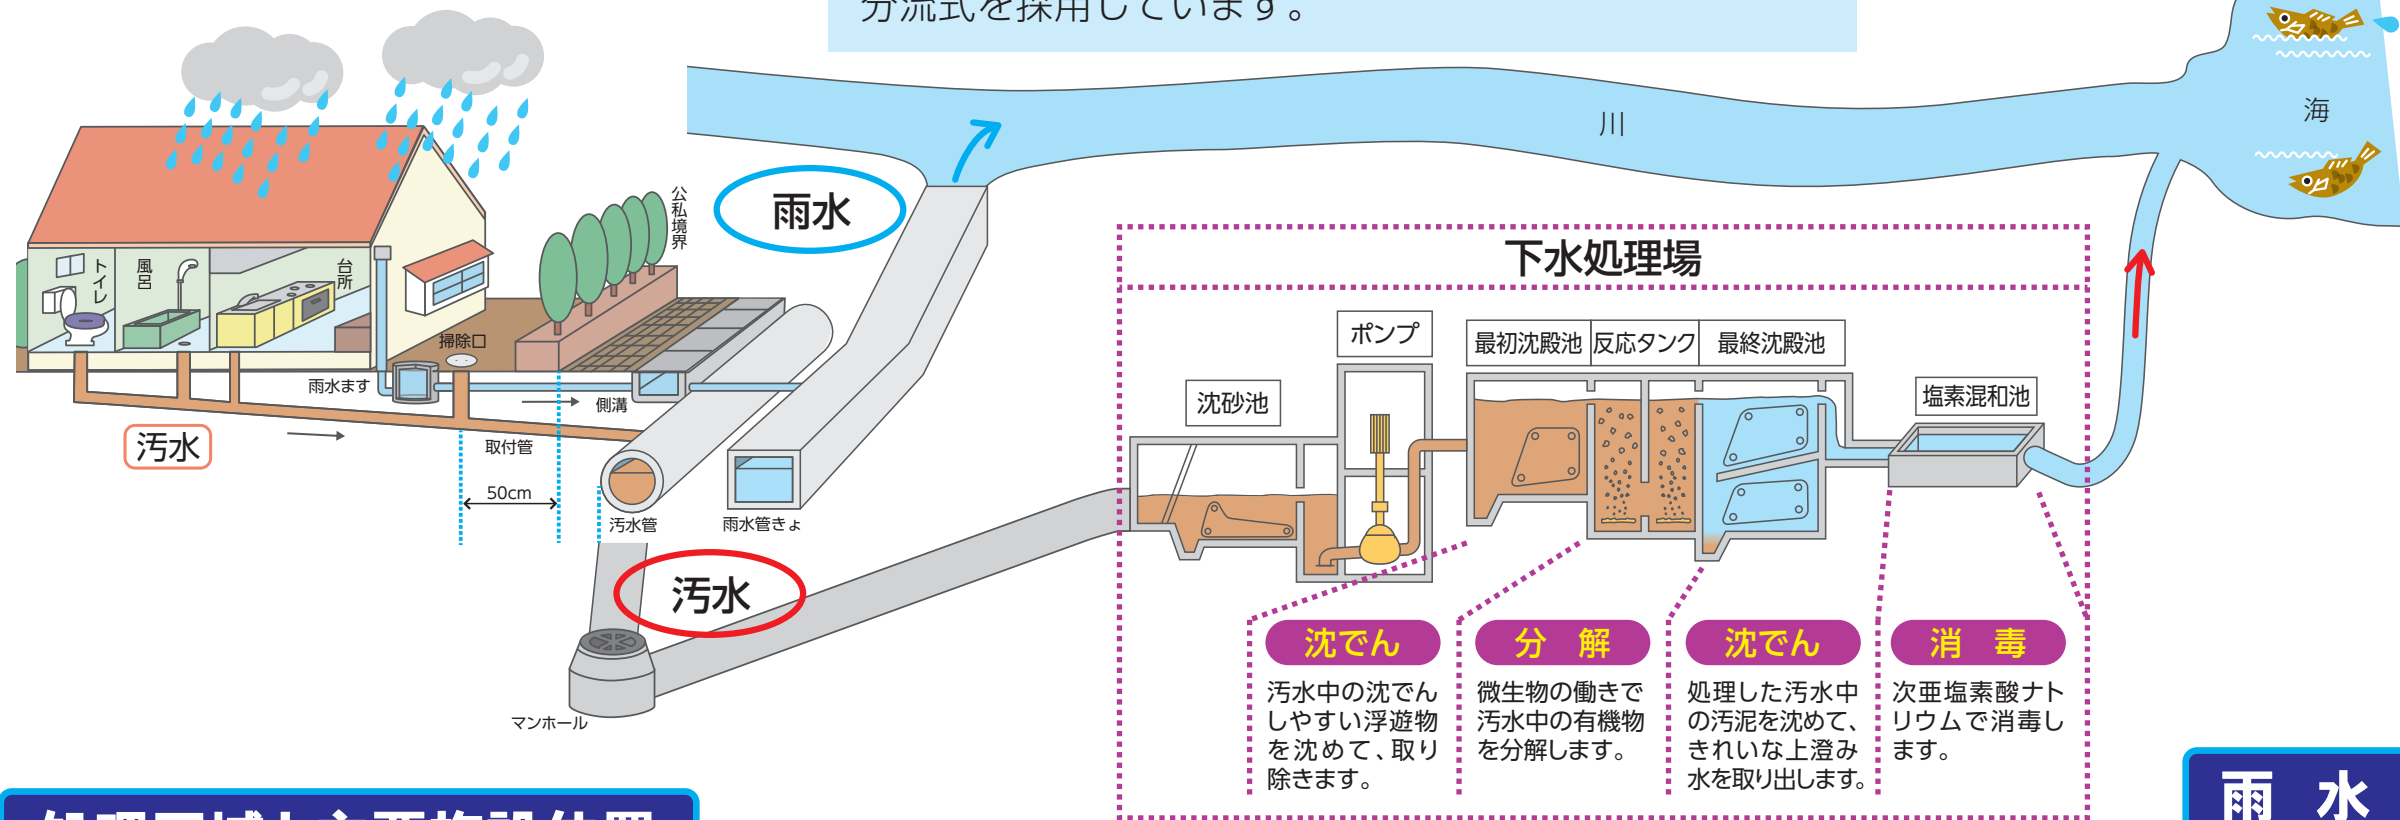 分流式を採用しています。
川
海
雨水
公私境界
トイレ
風呂
台所
掃除口
雨水ます
側溝
汚水
取付管
50cm
汚水管
雨水管きょ
汚水
マンホール
下水処理場
ポンプ
最初沈殿池
反応タンク
最終沈殿池
沈砂池
塩素混和池
沈でん
汚水中の沈でん
しやすい浮遊物
を沈めて、取り
除きます。
分 解
微生物の働きで
汚水中の有機物
を分解します。
沈でん
処理した汚水中
の汚泥を沈めて、
きれいな上澄み
水を取り出します。
消 毒
次亜塩素酸ナト
リウムで消毒し
ます。
雨 水